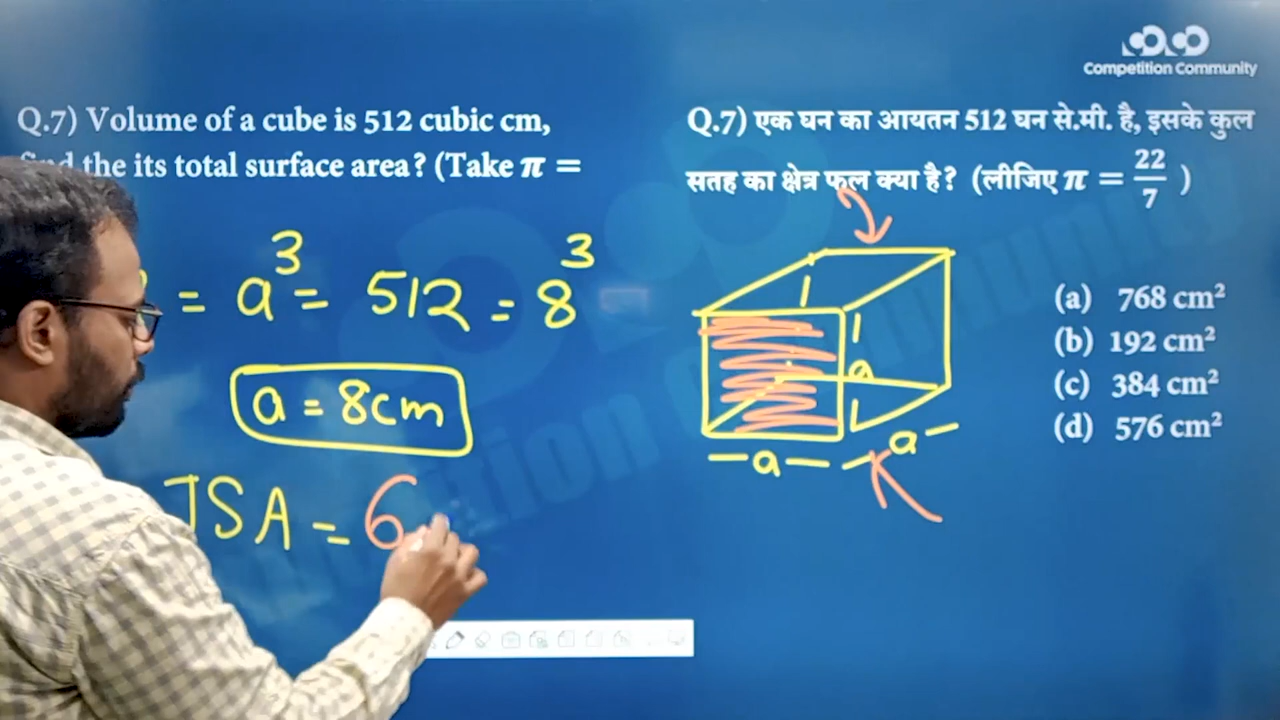 Competition Community
Q.7) Volume of a cube is 512 cubic cm,
find the its total surface area? (Take π =
= a³ = 512 = 8³
a = 8cm
TSA = 6
Q.7) एक घन का आयतन 512 घन से.मी. है, इसके कुल
सतह का क्षेत्र फल क्या है? (लीजिए π = 22/7 )
a
-a-
-a-
(a) 768 cm²
(b) 192 cm²
(c) 384 cm²
(d) 576 cm²